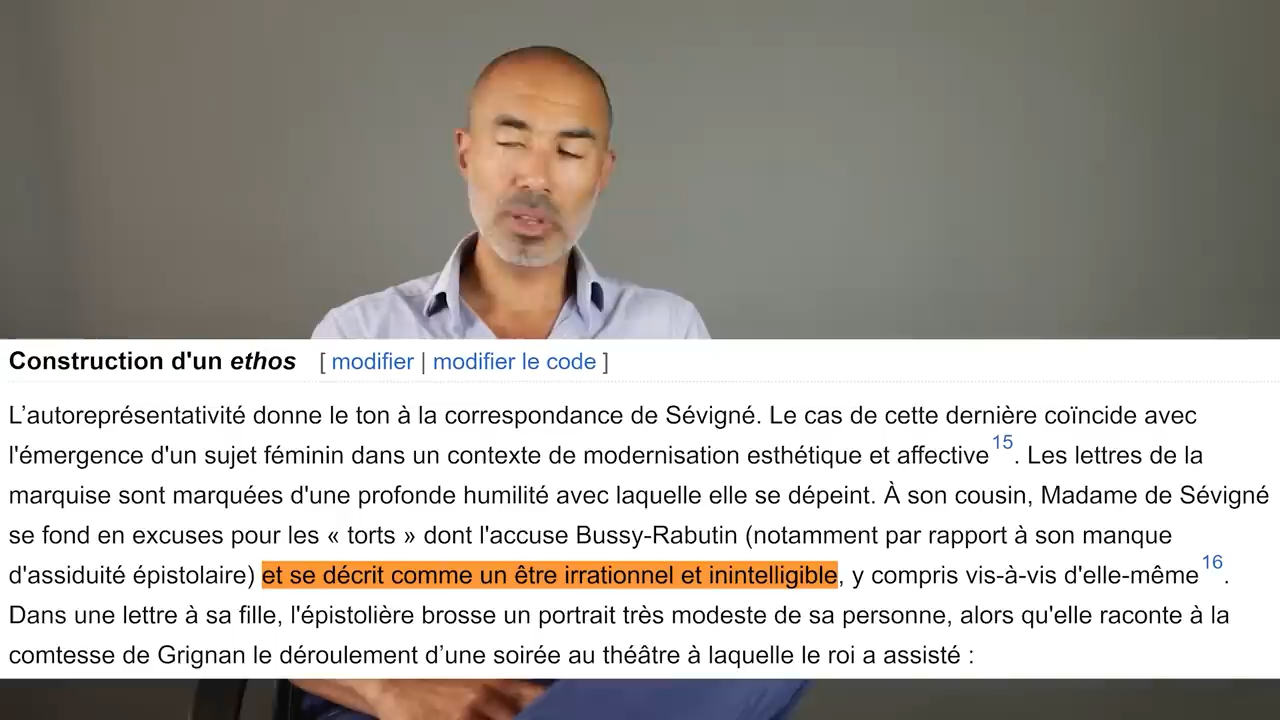 Construction d'un ethos [ modifier | modifier le code ]
L’autoreprésentativité donne le ton à la correspondance de Sévigné. Le cas de cette dernière coïncide avec
l'émergence d'un sujet féminin dans un contexte de modernisation esthétique et affective15. Les lettres de la
marquise sont marquées d'une profonde humilité avec laquelle elle se dépeint. À son cousin, Madame de Sévigné
se fond en excuses pour les « torts » dont l'accuse Bussy-Rabutin (notamment par rapport à son manque
d'assiduité épistolaire) et se décrit comme un être irrationnel et inintelligible, y compris vis-à-vis d'elle-même16.
Dans une lettre à sa fille, l'épistolière brosse un portrait très modeste de sa personne, alors qu'elle raconte à la
comtesse de Grignan le déroulement d’une soirée au théâtre à laquelle le roi a assisté :